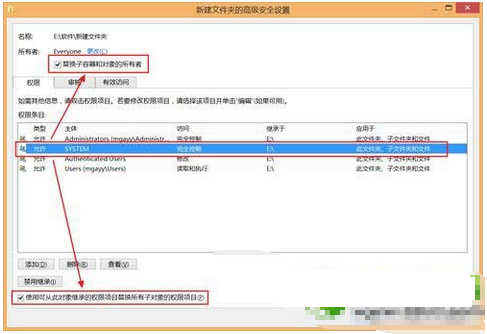 新建文件夹的高级安全设置
名称: E:\软件\新建文件夹
所有者: Everyone 更改(C)
替换子容器和对象的所有者
权限 审核 有效访问
如需其他信息，请双击权限项目。若要修改权限项目，请选择该项目并单击"编辑"(如果可用)。
权限条目:
类型 主体 访问 继承于 应用于
允许 Administrators (mgayy\Administr... 完全控制 E:\ 此文件夹、子文件夹和文件
允许 SYSTEM 完全控制 E:\ 此文件夹、子文件夹和文件
允许 Authenticated Users 修改 E:\ 此文件夹、子文件夹和文件
允许 Users (mgayy\Users) 读取和执行 E:\ 此文件夹、子文件夹和文件
添加(D) 删除(R) 查看(V)
禁用继承(I)
使用可从此对象继承的权限项目替换所有子对象的权限项目(P)